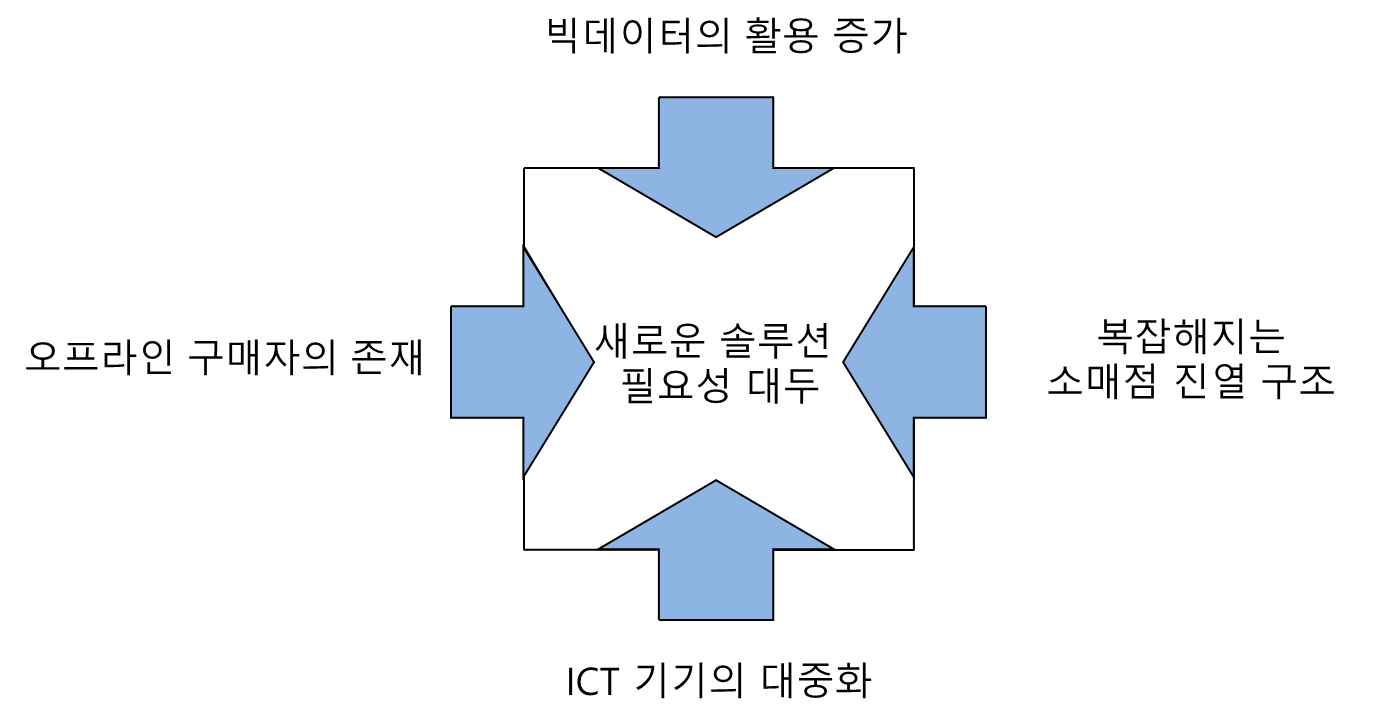 빅데이터의 활용 증가
오프라인 구매자의 존재
새로운 솔루션
필요성 대두
복잡해지는
소매점 진열 구조
ICT 기기의 대중화